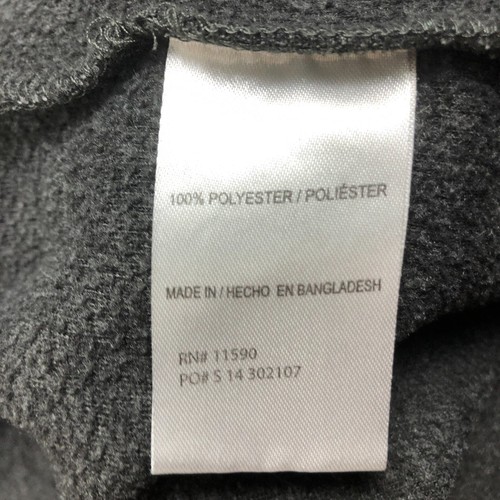 100% POLYESTER / POLIÉSTER
MADE IN / HECHO EN BANGLADESH
RN# 11590
PO# S 14 302107